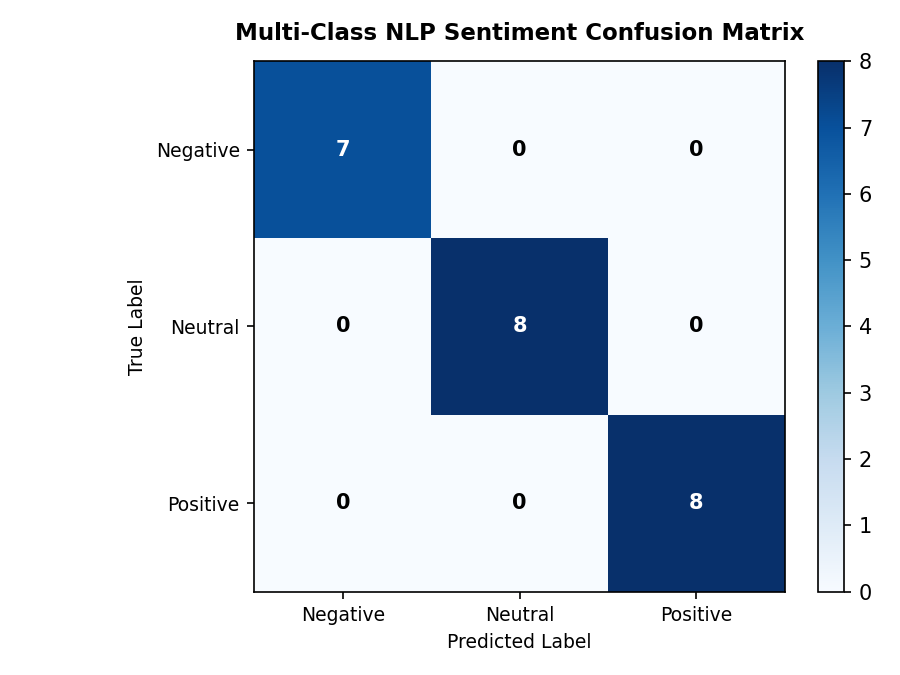 Multi-Class NLP Sentiment Confusion Matrix
8
7
6
5
4
3
2
1
0
True Label
Negative
7 0 0
Neutral
0 8 0
Positive
0 0 8
Negative Neutral Positive
Predicted Label